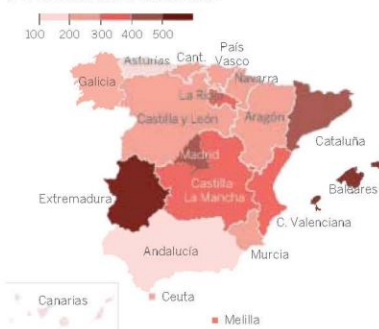 100 200 300 400 500
Asturias Cant. País Vasco
Galicia Navarra
La Rioja
Castilla y León Aragón
Madrid Cataluña
Extremadura Castilla La Mancha Baleares
C. Valenciana
Andalucía Murcia
Canarias Ceuta
Melilla